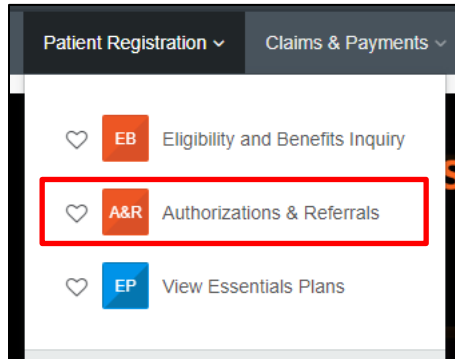 Patient Registration Claims & Payments
EB Eligibility and Benefits Inquiry
A&R Authorizations & Referrals
EP View Essentials Plans